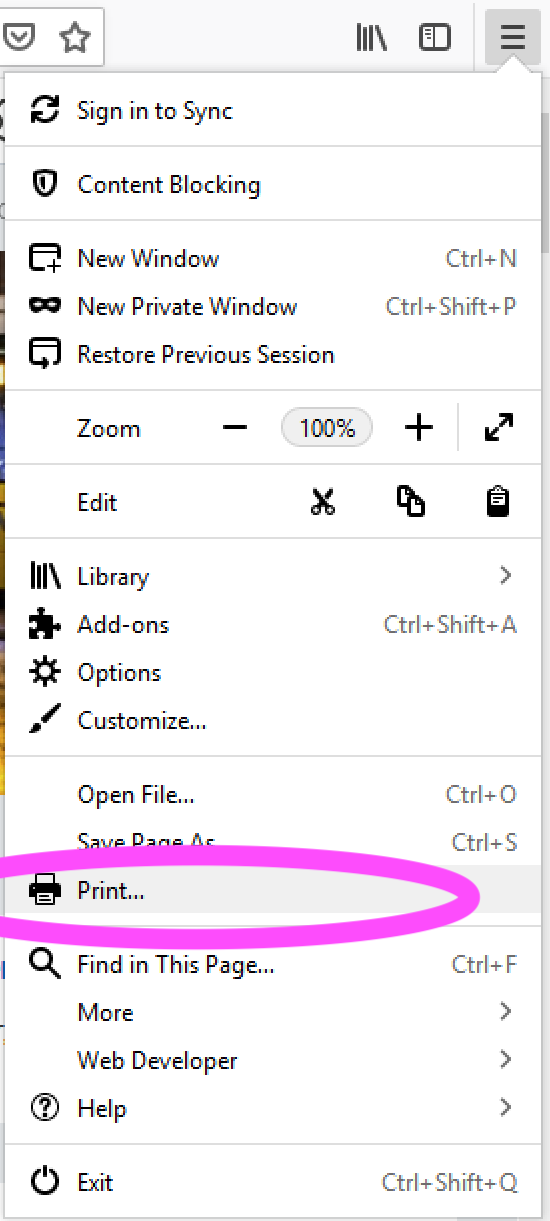 Sign in to Sync
Content Blocking
New Window Ctrl+N
New Private Window Ctrl+Shift+P
Restore Previous Session
Zoom 100%
Edit
Library
Add-ons Ctrl+Shift+A
Options
Customize...
Open File... Ctrl+O
Save Page As Ctrl+S
Print...
Find in This Page... Ctrl+F
More
Web Developer
Help
Exit Ctrl+Shift+Q